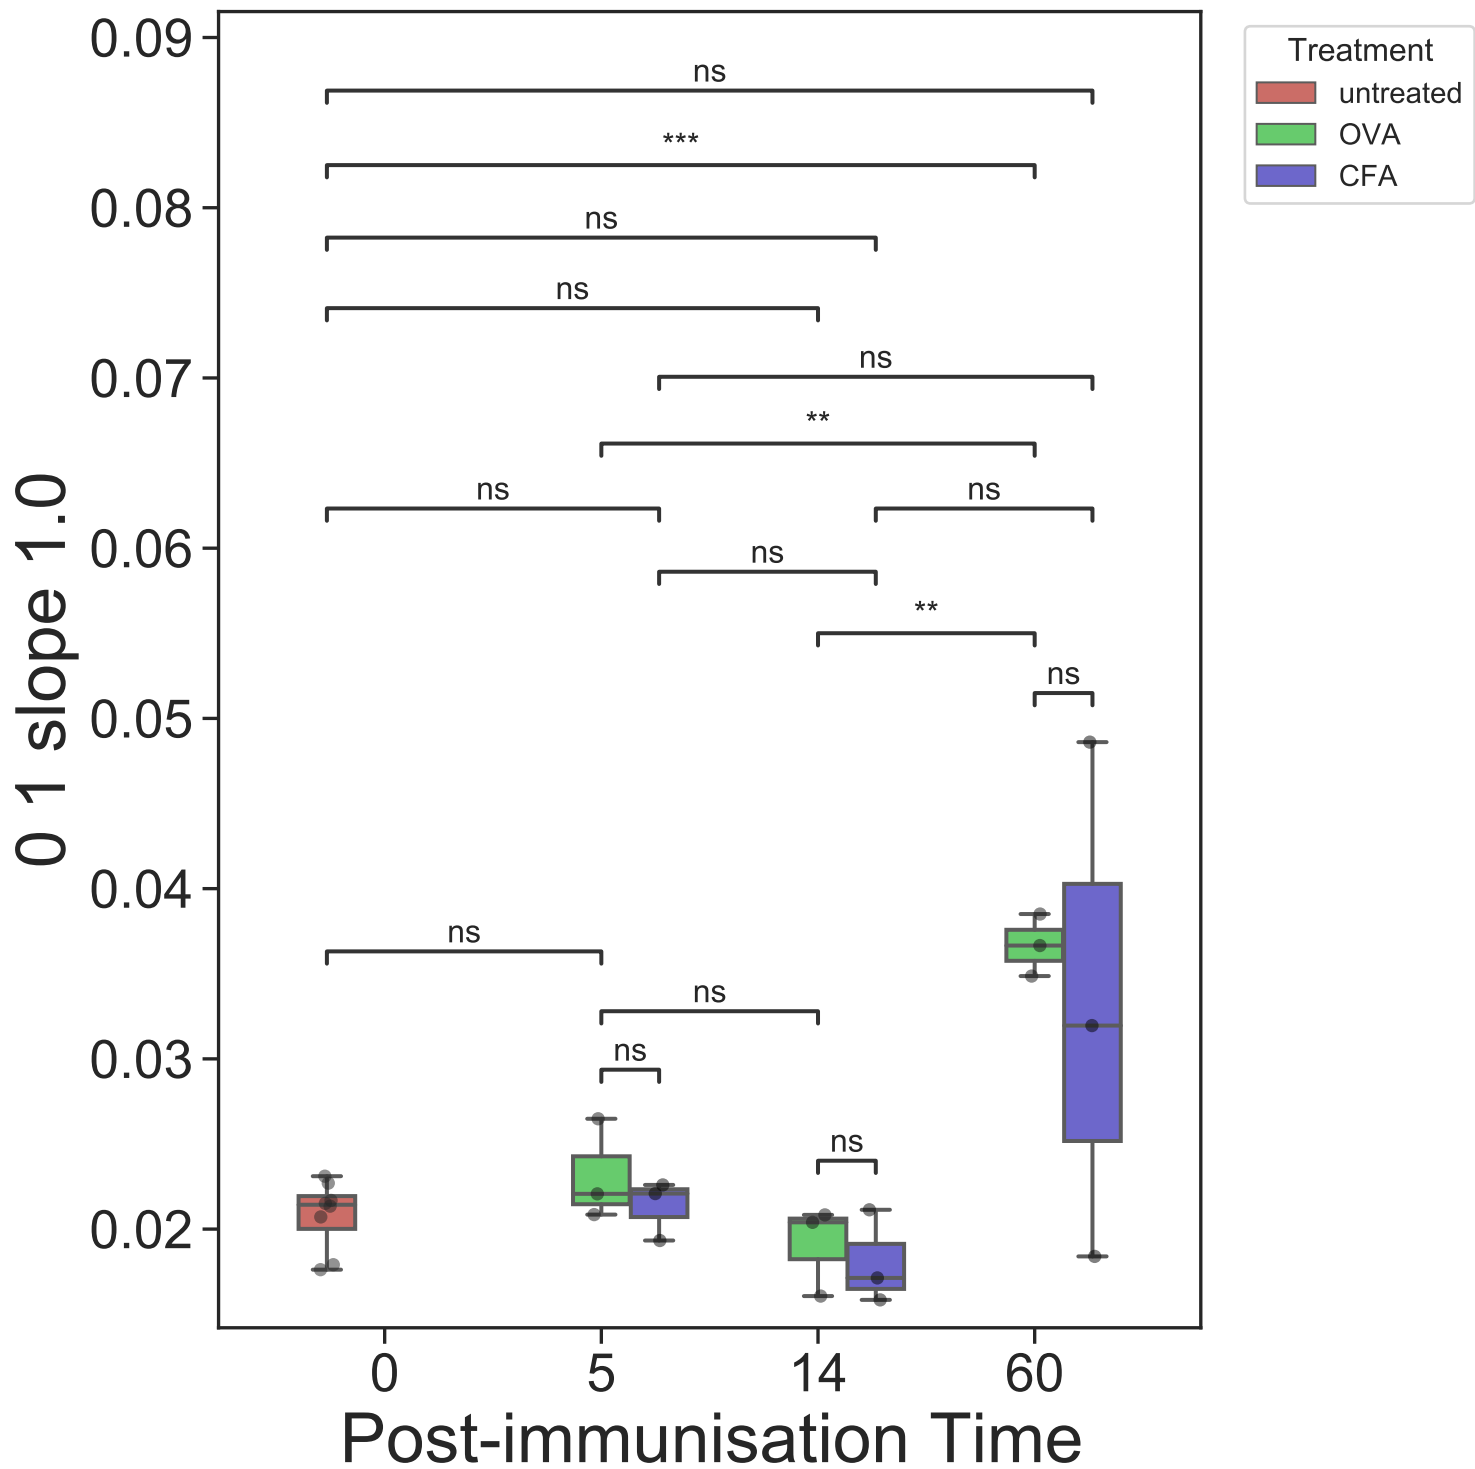 0.09
0.08
0.07
0.06
0.05
0.04
0.03
0.02
0 1 slope 1.0
ns
***
ns
ns
ns
**
ns
ns
ns
**
ns
ns
ns
ns
ns
0
5
14
60
Post-immunisation Time
Treatment
untreated
OVA
CFA